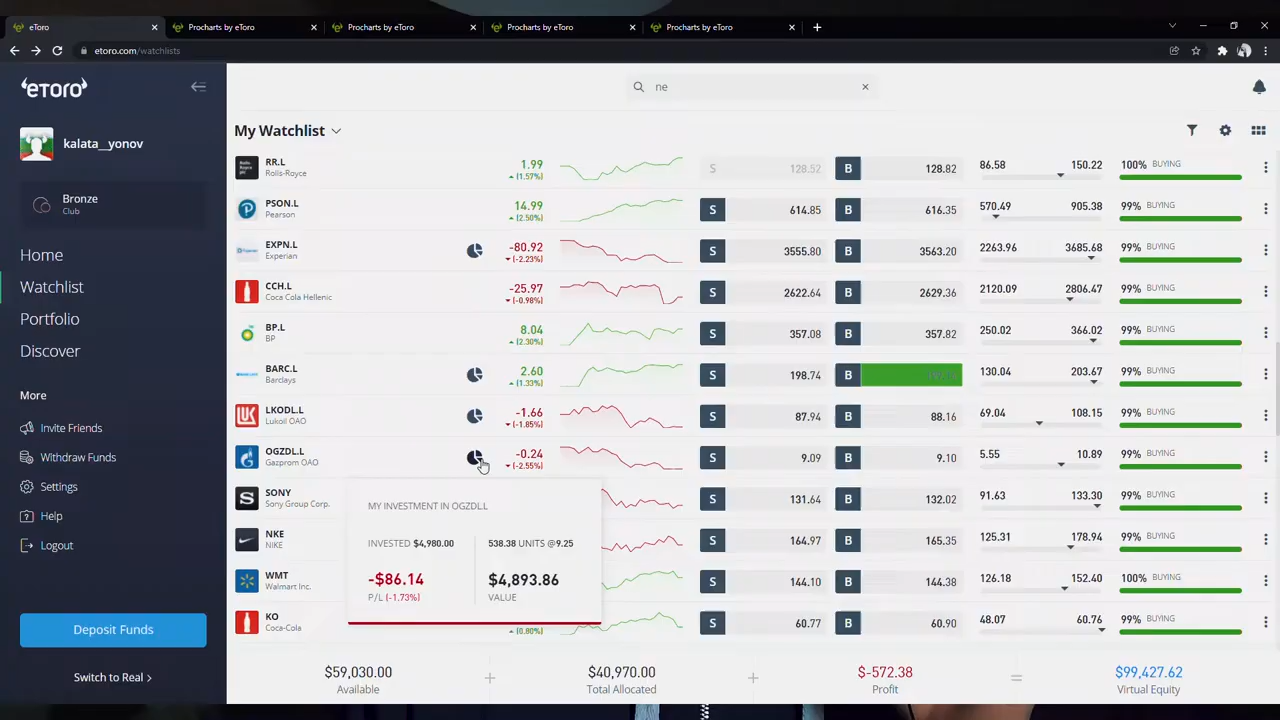 eToro
Procharts by eToro
Procharts by eToro
Procharts by eToro
Procharts by eToro
etoro.com/watchlists
eTORO
ne
kalata__yonov
My Watchlist
Bronze
Club
Home
Watchlist
Portfolio
Discover
More
Invite Friends
Withdraw Funds
Settings
Help
Logout
Deposit Funds
Switch to Real
RR.L Rolls-Royce 1.99 (1.57%) S 128.52 B 128.82 86.58 150.22 100% BUYING
PSON.L Pearson 14.99 (2.50%) S 614.85 B 616.35 570.49 905.38 99% BUYING
EXPN.L Experian -80.92 (-2.23%) S 3555.80 B 3563.20 2263.96 3685.68 99% BUYING
CCH.L Coca Cola Hellenic -25.97 (-0.98%) S 2622.64 B 2629.36 2120.09 2806.47 99% BUYING
BP.L BP 8.04 (2.30%) S 357.08 B 357.82 250.02 366.02 99% BUYING
BARC.L Barclays 2.60 (1.33%) S 198.74 B 130.04 203.67 99% BUYING
LKODL.L Lukoil OAO -1.66 (-1.85%) S 87.94 B 88.16 69.04 108.15 99% BUYING
OGZDL.L Gazprom OAO -0.24 (-2.55%) S 9.09 B 9.10 5.55 10.89 99% BUYING
SONY Sony Group Corp. S 131.64 B 132.02 91.63 133.30 99% BUYING
NKE NIKE S 164.97 B 165.35 125.31 178.94 99% BUYING
WMT Walmart Inc. S 144.10 B 144.38 126.18 152.40 100% BUYING
KO Coca-Cola (0.80%) S 60.77 B 60.90 48.07 60.76 99% BUYING
MY INVESTMENT IN OGZDL.L
INVESTED $4,980.00 538.38 UNITS @9.25
-$86.14 $4,893.86
P/L (-1.73%) VALUE
$59,030.00 + $40,970.00 + $-572.38 = $99,427.62
Available Total Allocated Profit Virtual Equity